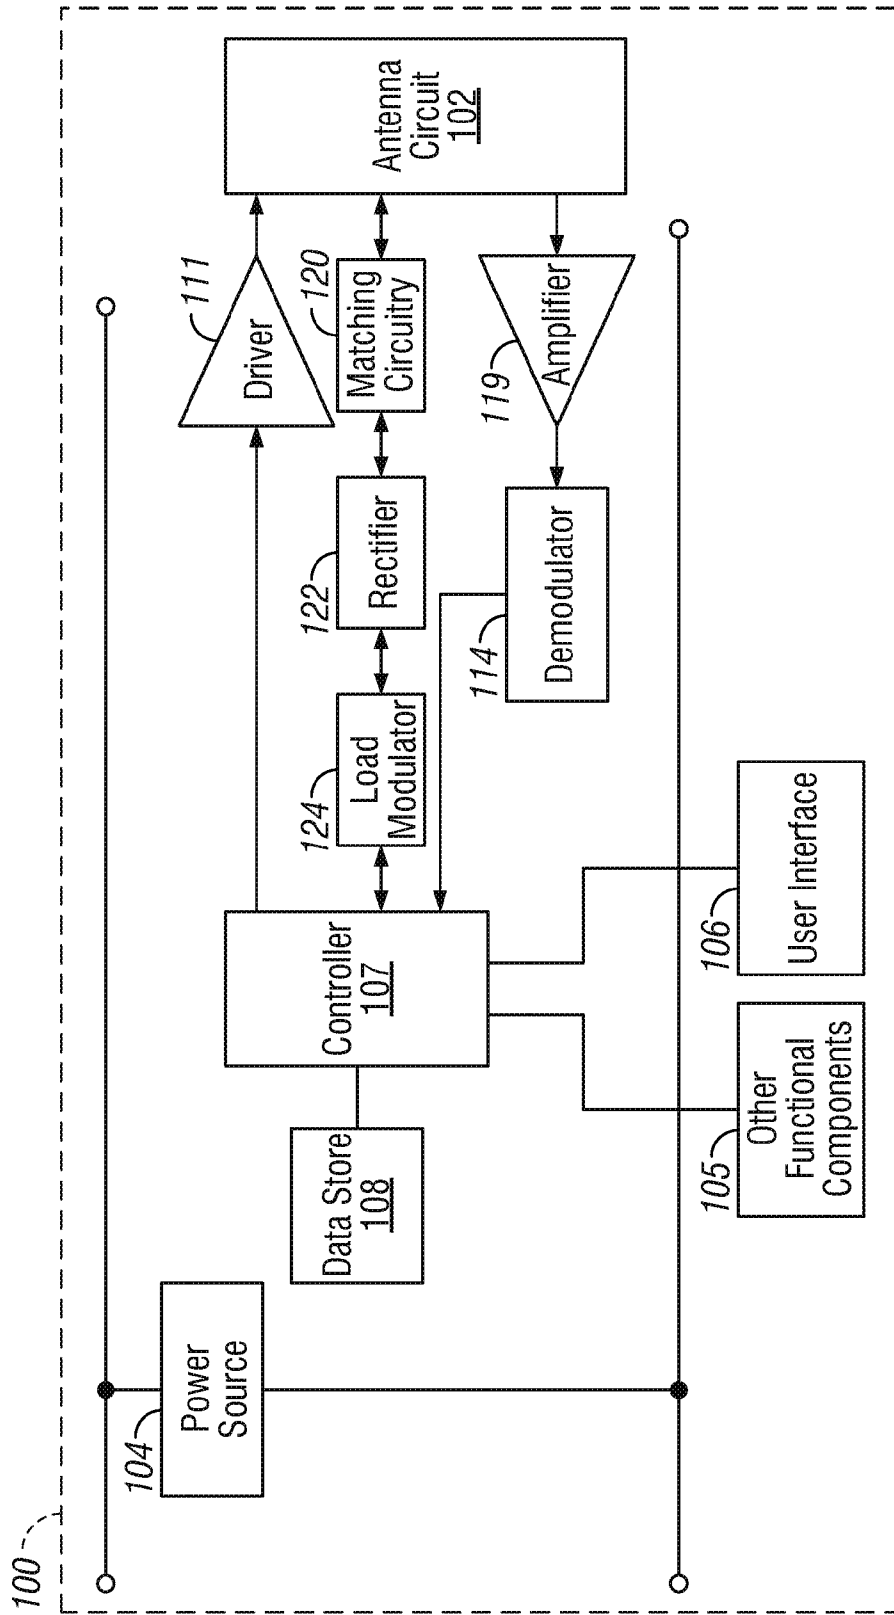 100
104
Power
Source
Data Store
108
Controller
107
124
Load
Modulator
122
Rectifier
120
Matching
Circuitry
111
Driver
Antenna
Circuit
102
119
Amplifier
114
Demodulator
105
Other
Functional
Components
106
User Interface